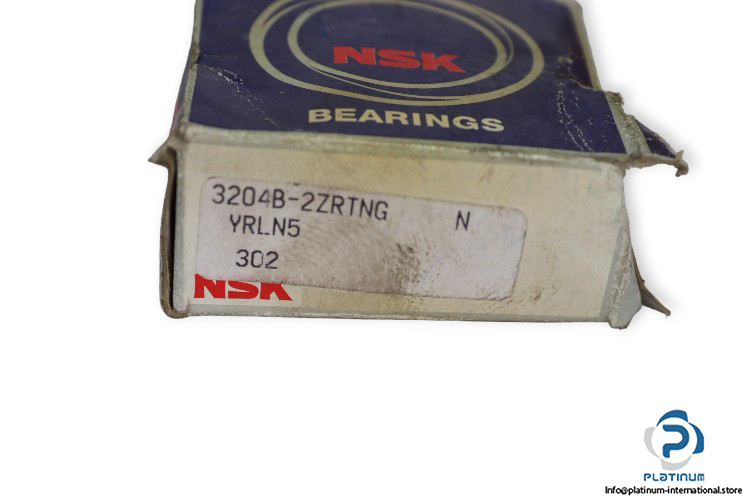 NSK
BEARINGS
3204B-2ZRTNG N
YRLN5
302
NSK
PLATINUM
Info@platinum-international.store